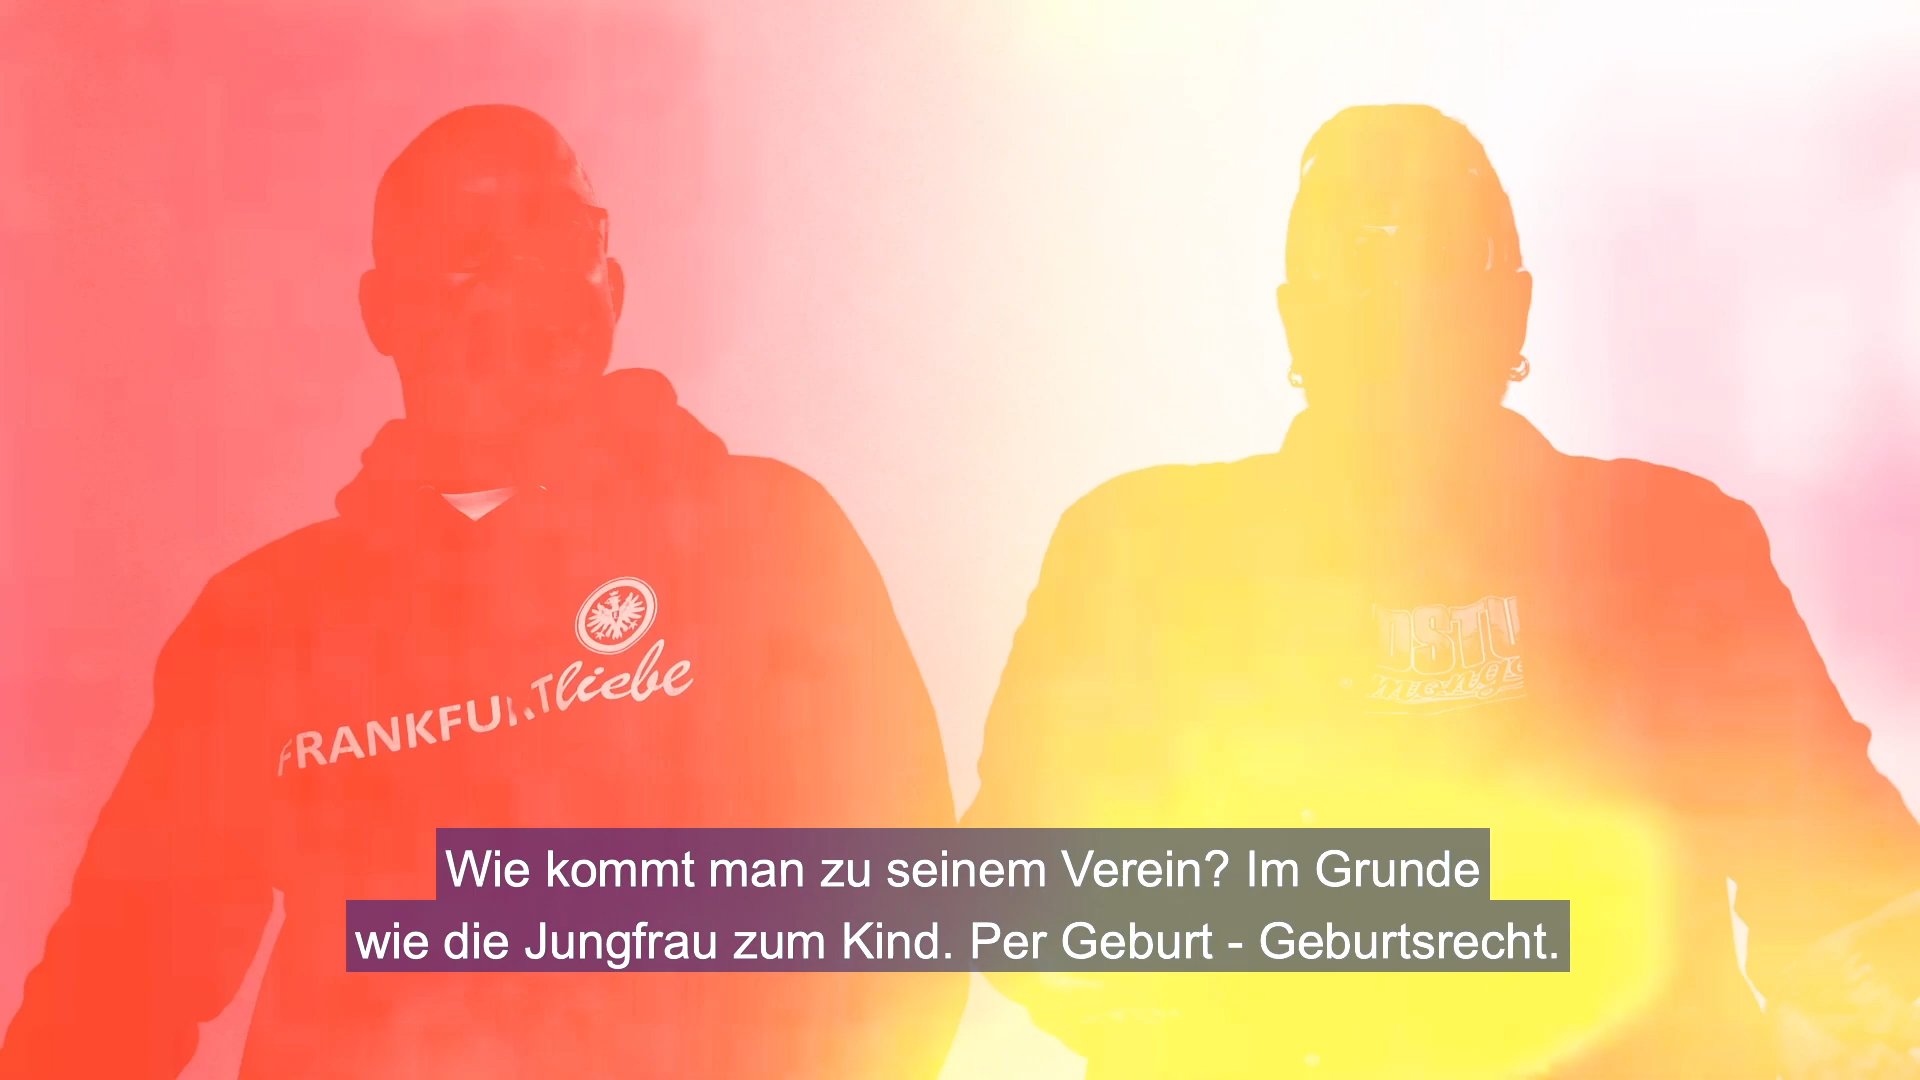 FRANKFURTliebe
Wie kommt man zu seinem Verein? Im Grunde
wie die Jungfrau zum Kind. Per Geburt - Geburtsrecht.